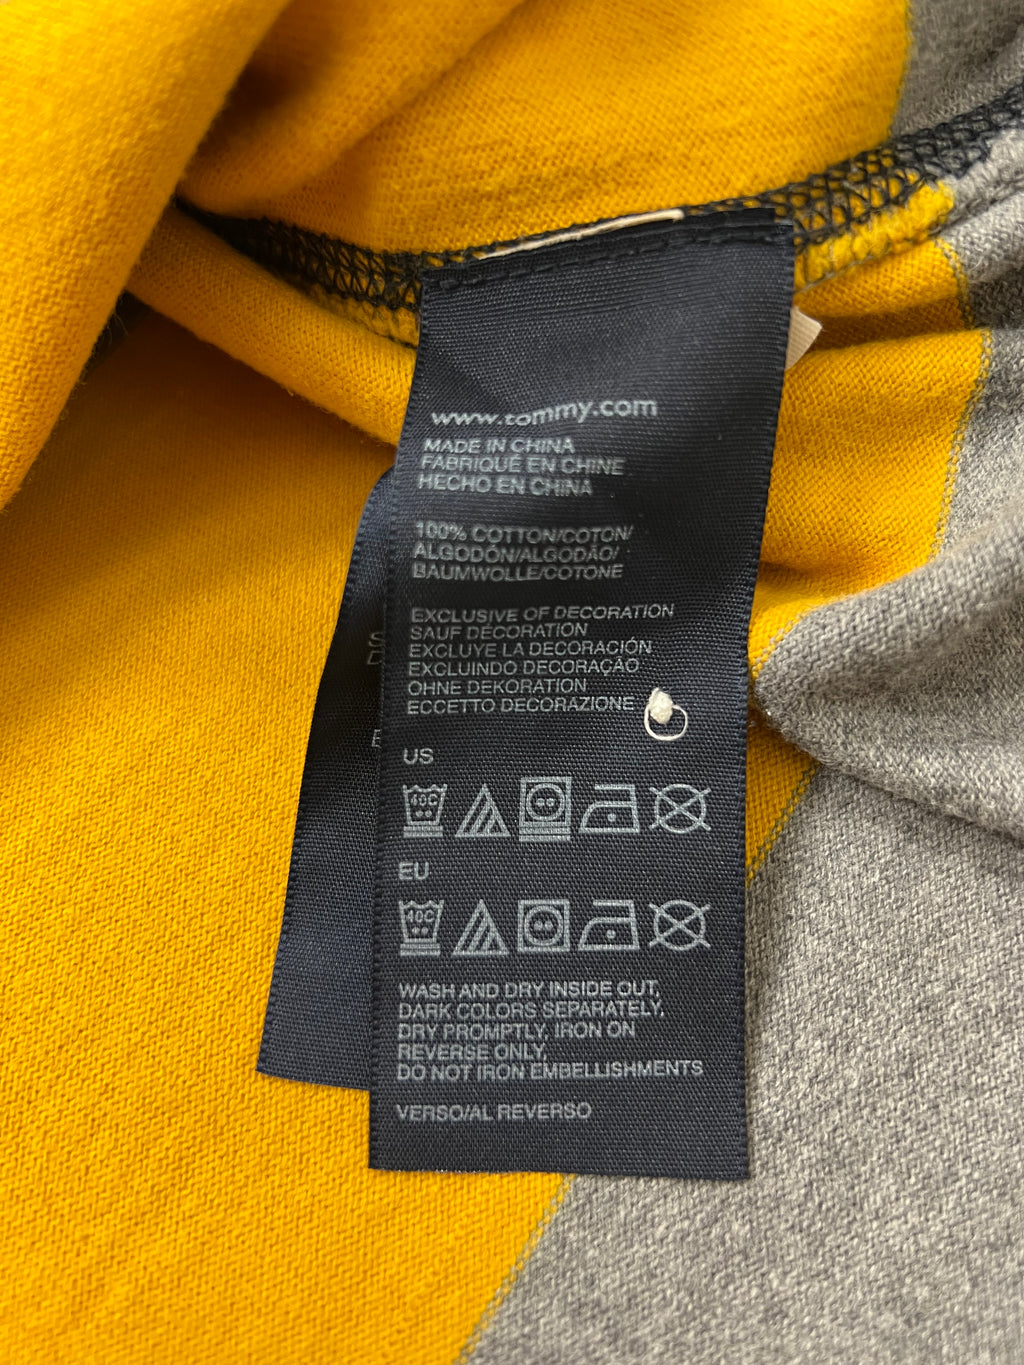 www.tommy.com
MADE IN CHINA
FABRIQUÉ EN CHINE
HECHO EN CHINA
100% COTTON/COTON/
ALGODÓN/ALGODÃO/
BAUMWOLLE/COTONE
EXCLUSIVE OF DECORATION
SAUF DÉCORATION
EXCLUYE LA DECORACIÓN
EXCLUINDO DECORAÇÃO
OHNE DEKORATION
ECCETTO DECORAZIONE
US
40C
EU
40C
WASH AND DRY INSIDE OUT,
DARK COLORS SEPARATELY,
DRY PROMPTLY, IRON ON
REVERSE ONLY,
DO NOT IRON EMBELLISHMENTS
VERSO/AL REVERSO